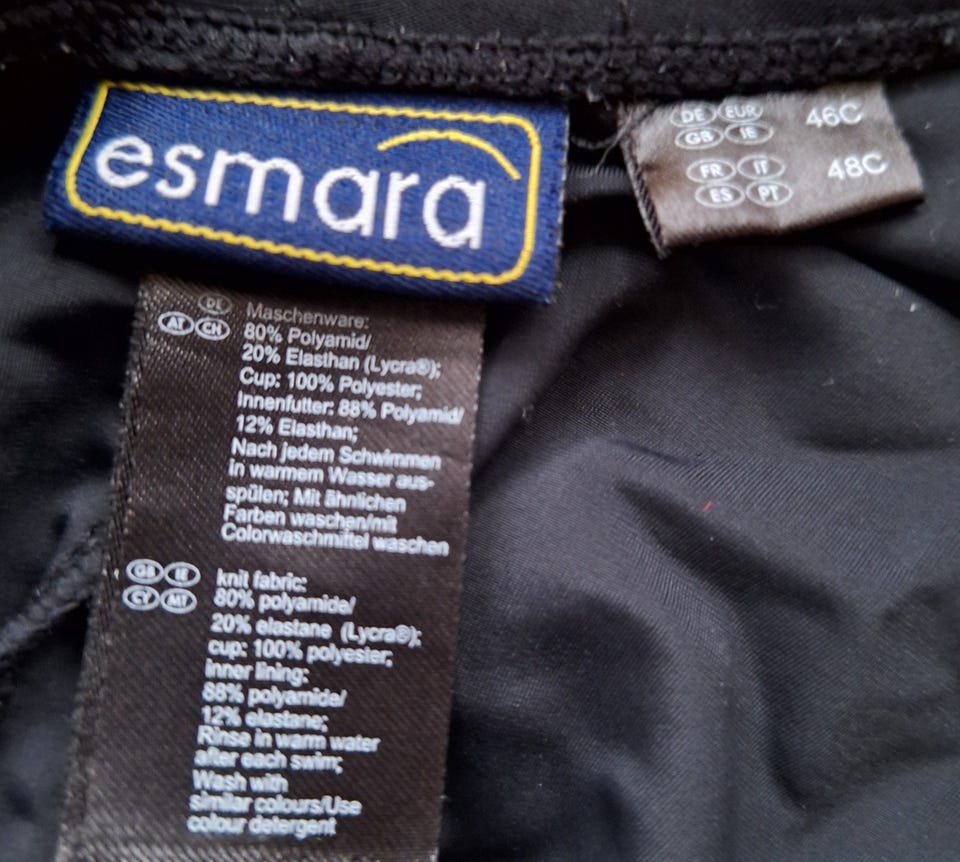 esmara
DE EUR 46C
GB IE
FR IT 48C
ES PT
DE Maschenware:
AT CH 80% Polyamid/
20% Elasthan (Lycra®);
Cup: 100% Polyester;
Innenfutter: 88% Polyamid/
12% Elasthan;
Nach jedem Schwimmen
in warmem Wasser aus-
spülen; Mit ähnlichen
Farben waschen/mit
Colorwaschmittel waschen
GB IE knit fabric:
CY MT 80% polyamide/
20% elastane (Lycra®);
cup: 100% polyester;
inner lining:
88% polyamide/
12% elastane;
Rinse in warm water
after each swim;
Wash with
similar colours/Use
colour detergent